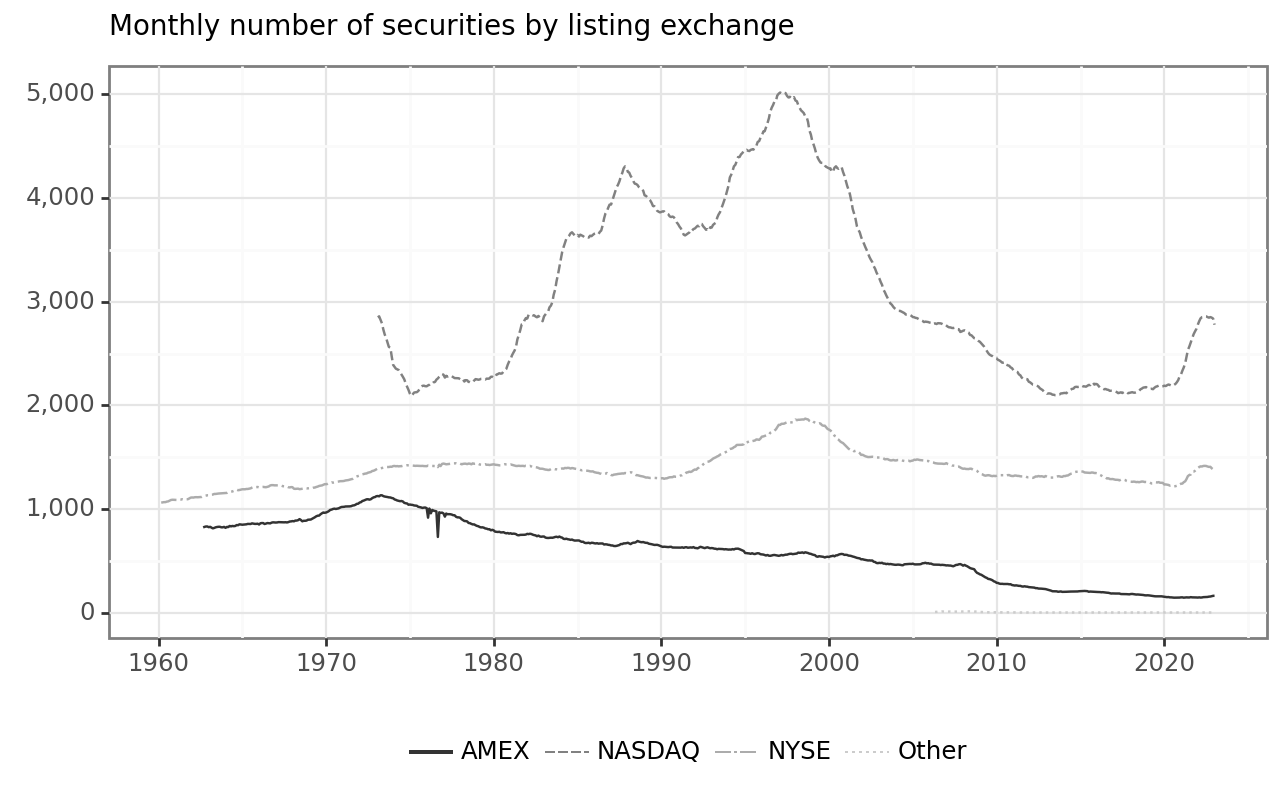 Monthly number of securities by listing exchange
5,000
4,000
3,000
2,000
1,000
0
1960 1970 1980 1990 2000 2010 2020
AMEX NASDAQ NYSE Other